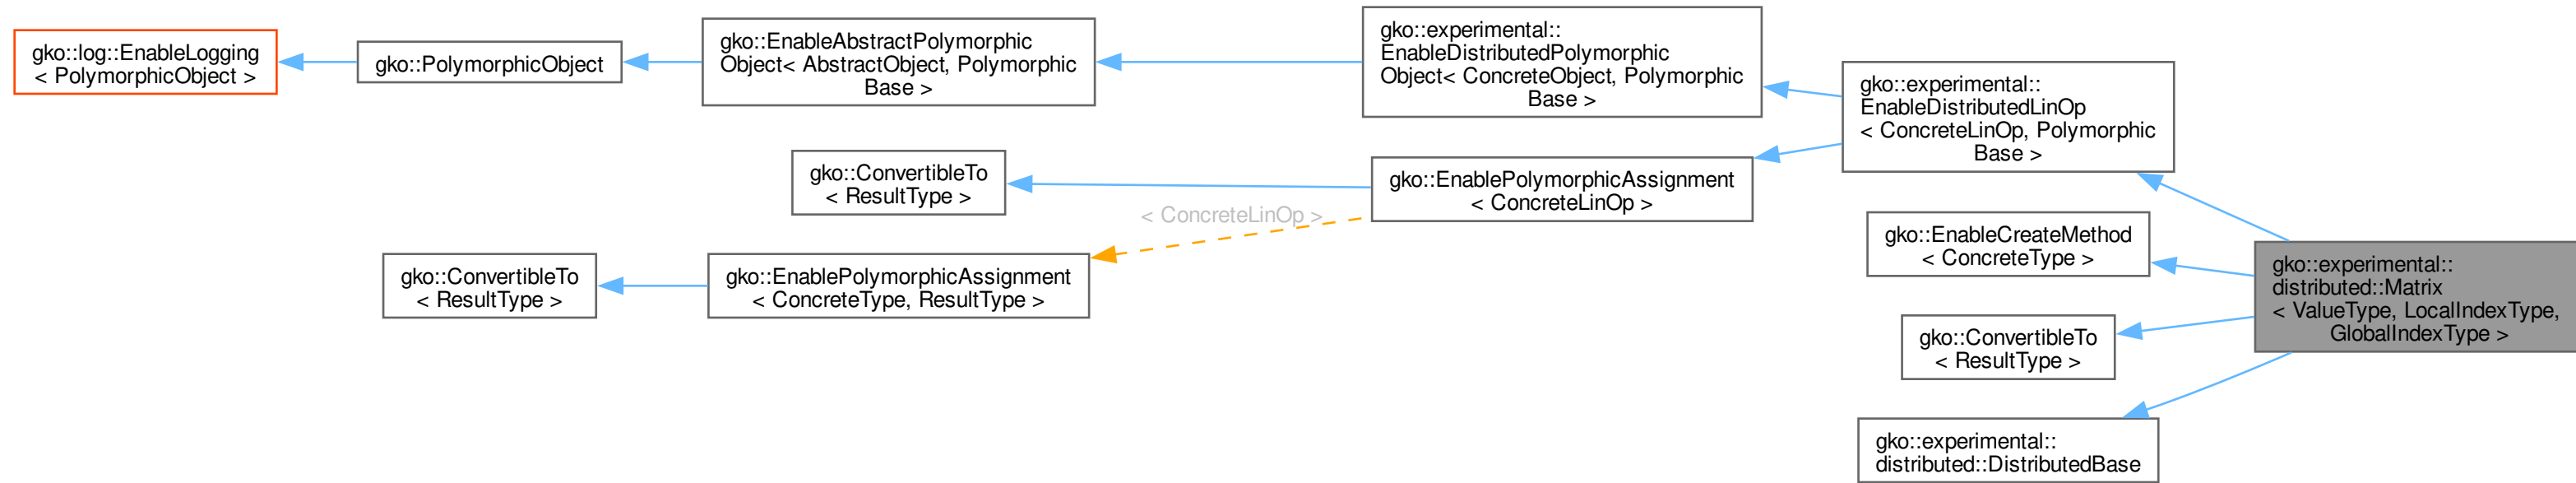 gko::log::EnableLogging
< PolymorphicObject >
gko::PolymorphicObject
gko::EnableAbstractPolymorphic
Object< AbstractObject, Polymorphic
Base >
gko::experimental::
EnableDistributedPolymorphic
Object< ConcreteObject, Polymorphic
Base >
gko::experimental::
EnableDistributedLinOp
< ConcreteLinOp, Polymorphic
Base >
gko::ConvertibleTo
< ResultType >
gko::EnablePolymorphicAssignment
< ConcreteLinOp >
< ConcreteLinOp >
gko::ConvertibleTo
< ResultType >
gko::EnablePolymorphicAssignment
< ConcreteType, ResultType >
gko::EnableCreateMethod
< ConcreteType >
gko::experimental::
distributed::Matrix
< ValueType, LocalIndexType,
GlobalIndexType >
gko::ConvertibleTo
< ResultType >
gko::experimental::
distributed::DistributedBase